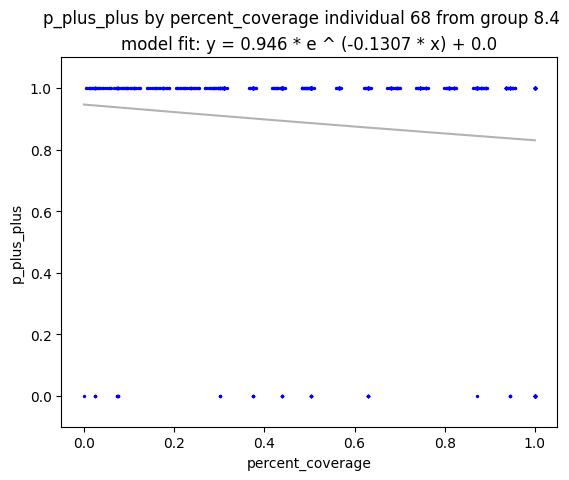 p_plus_plus by percent_coverage individual 68 from group 8.4
model fit: y = 0.946 * e ^ (-0.1307 * x) + 0.0
1.0
0.8
0.6
0.4
0.2
0.0
p_plus_plus
0.0 0.2 0.4 0.6 0.8 1.0
percent_coverage